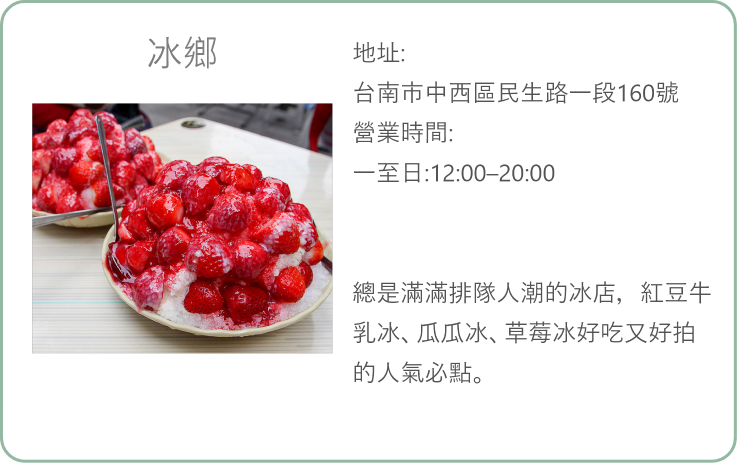 冰鄉
地址:
台南市中西區民生路一段160號
營業時間:
一至日:12:00–20:00
總是滿滿排隊人潮的冰店，紅豆牛
乳冰、瓜瓜冰、草莓冰好吃又好拍
的人氣必點。